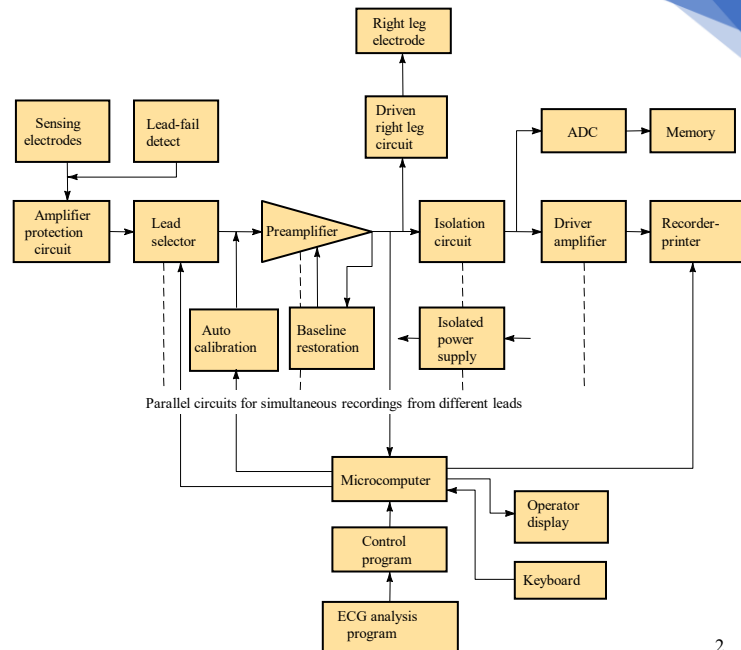 Right leg
electrode
Sensing
electrodes
Lead-fail
detect
Driven
right leg
circuit
ADC
Memory
Amplifier
protection
circuit
Lead
selector
Preamplifier
Isolation
circuit
Driver
amplifier
Recorder-
printer
Auto
calibration
Baseline
restoration
Isolated
power
supply
Parallel circuits for simultaneous recordings from different leads
Microcomputer
Operator
display
Control
program
Keyboard
ECG analysis
program
2